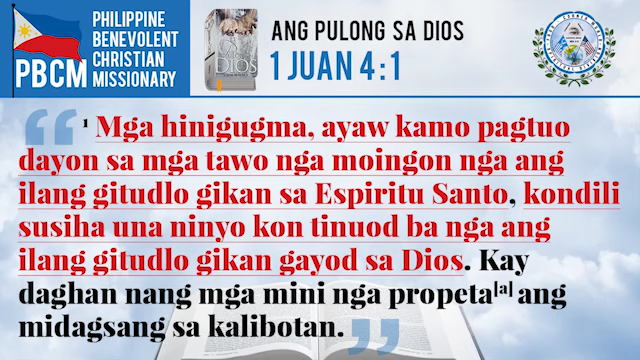 PBCM
PHILIPPINE
BENEVOLENT
CHRISTIAN
MISSIONARY
ANG PULONG SA DIOS
1 JUAN 4:1
DIOS
“ 1 Mga hinigugma, ayaw kamo pagtuo
dayon sa mga tawo nga moingon nga ang
ilang gitudlo gikan sa Espiritu Santo, kondili
susiha una ninyo kon tinuod ba nga ang
ilang gitudlo gikan gayod sa Dios. Kay
daghan nang mga mini nga propeta[a] ang
midagsang sa kalibotan. ”